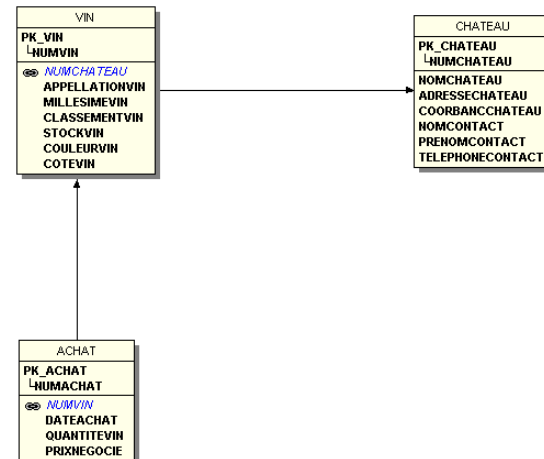 VIN
PK_VIN
NUMVIN
NUMCHATEAU
APPELLATIONVIN
MILLESIMEVIN
CLASSEMENTVIN
STOCKVIN
COULEURVIN
COTEVIN
CHATEAU
PK_CHATEAU
NUMCHATEAU
NOMCHATEAU
ADRESSECHATEAU
COORBANCCHATEAU
NOMCONTACT
PRENOMCONTACT
TELEPHONECONTACT
ACHAT
PK_ACHAT
NUMACHAT
NUMVIN
DATEACHAT
QUANTITEVIN
PRIXNEGOCIE